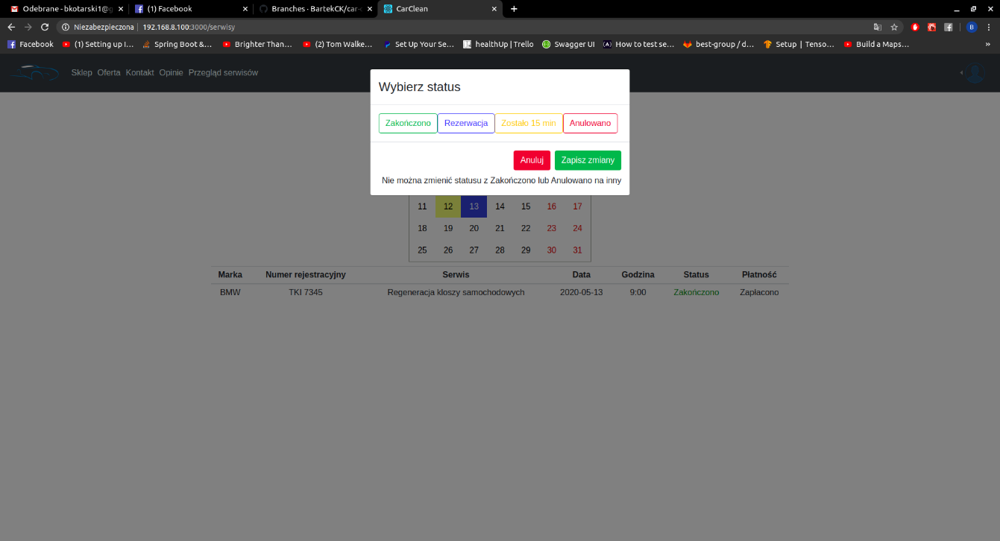 Odebrane - bkotarski1@g
(1) Facebook
Branches · BartekCK/car-c
CarClean
Niezabezpieczona
192.168.8.100:3000/serwisy
B
Facebook
(1) Setting up I…
Spring Boot &…
Brighter Than…
(2) Tom Walke…
Set Up Your Se…
healthUp | Trello
Swagger UI
How to test se…
best-group / d…
Setup | Tenso…
Build a Maps…
»
Sklep Oferta Kontakt Opinie Przegląd serwisów
Wybierz status
Zakończono Rezerwacja Zostało 15 min Anulowano
Anuluj Zapisz zmiany
Nie można zmienić statusu z Zakończono lub Anulowano na inny
11 12 13 14 15 16 17
18 19 20 21 22 23 24
25 26 27 28 29 30 31
Marka Numer rejestracyjny Serwis Data Godzina Status Płatność
BMW TKI 7345 Regeneracja kloszy samochodowych 2020-05-13 9:00 Zakończono Zapłacono